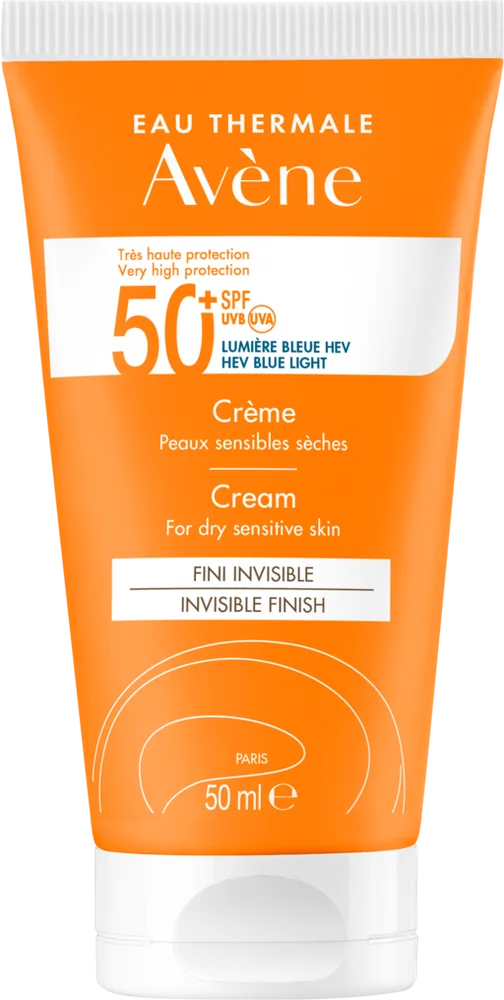 EAU THERMALE
Avène
Très haute protection
Very high protection
50+ SPF
UVB UVA
LUMIÈRE BLEUE HEV
HEV BLUE LIGHT
Crème
Peaux sensibles sèches
Cream
For dry sensitive skin
FINI INVISIBLE
INVISIBLE FINISH
PARIS
50 ml ℮